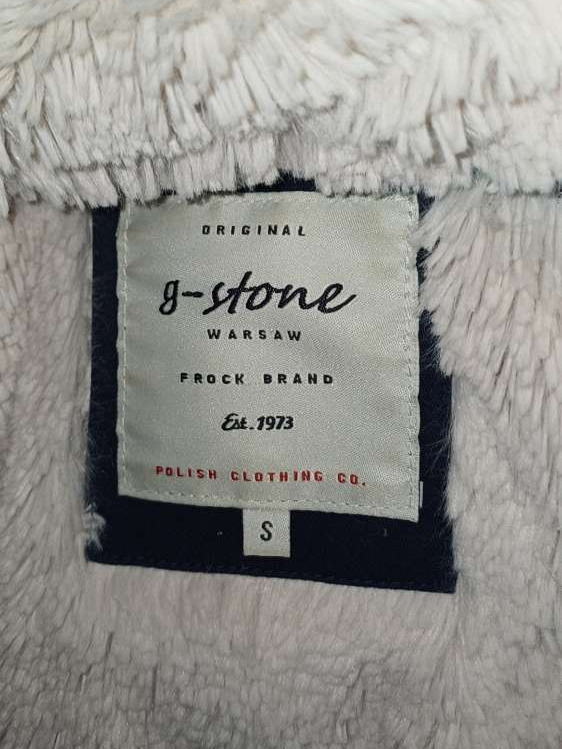 ORIGINAL
g-stone
WARSAW
FROCK BRAND
Est. 1973
POLISH CLOTHING CO.
S